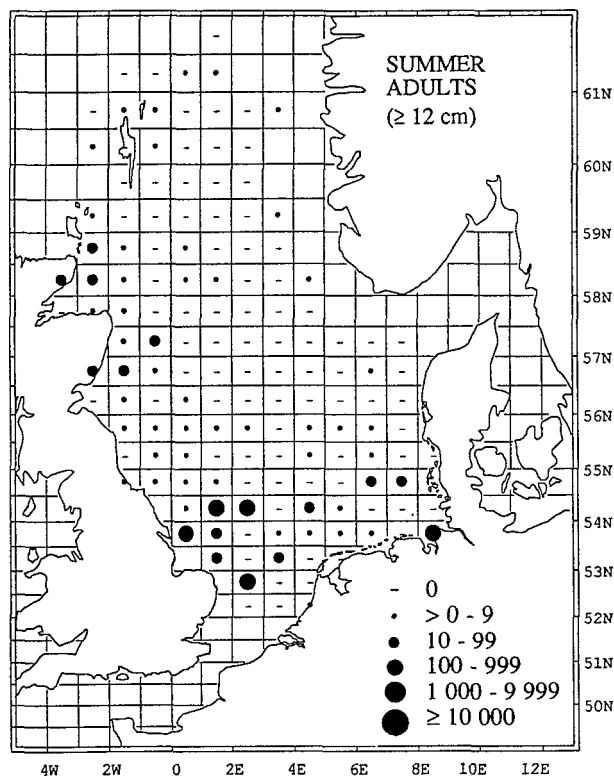 SUMMER
ADULTS
(≥ 12 cm)
61N
60N
59N
58N
57N
56N
55N
54N
53N
52N
51N
50N
- 0
> 0 - 9
10 - 99
100 - 999
1 000 - 9 999
≥ 10 000
4W 2W 0 2E 4E 6E 8E 10E 12E